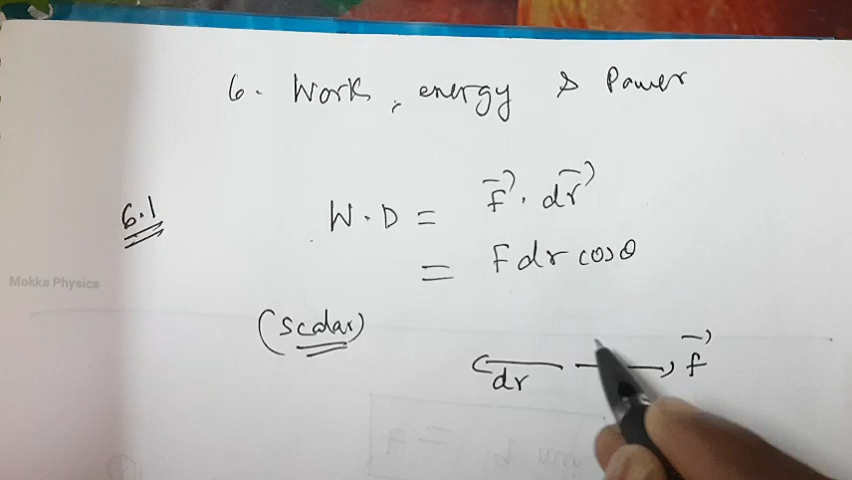 6. Work, energy & Power
6.1
W.D = F⃗ . dr⃗
= F dr cosθ
Mokka Physics
(scalar)
dr f⃗